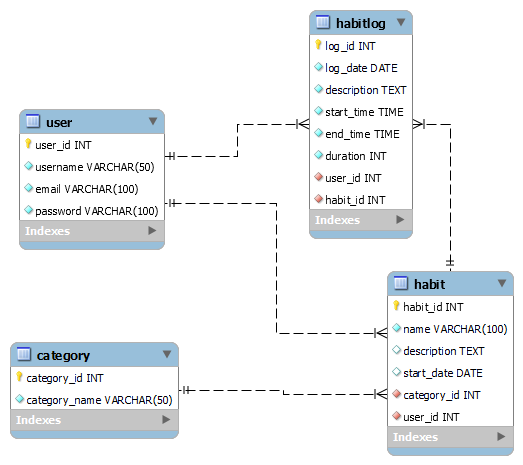 habitlog
log_id INT
log_date DATE
description TEXT
start_time TIME
end_time TIME
duration INT
user_id INT
habit_id INT
Indexes
user
user_id INT
username VARCHAR(50)
email VARCHAR(100)
password VARCHAR(100)
Indexes
habit
habit_id INT
name VARCHAR(100)
description TEXT
start_date DATE
category_id INT
user_id INT
Indexes
category
category_id INT
category_name VARCHAR(50)
Indexes